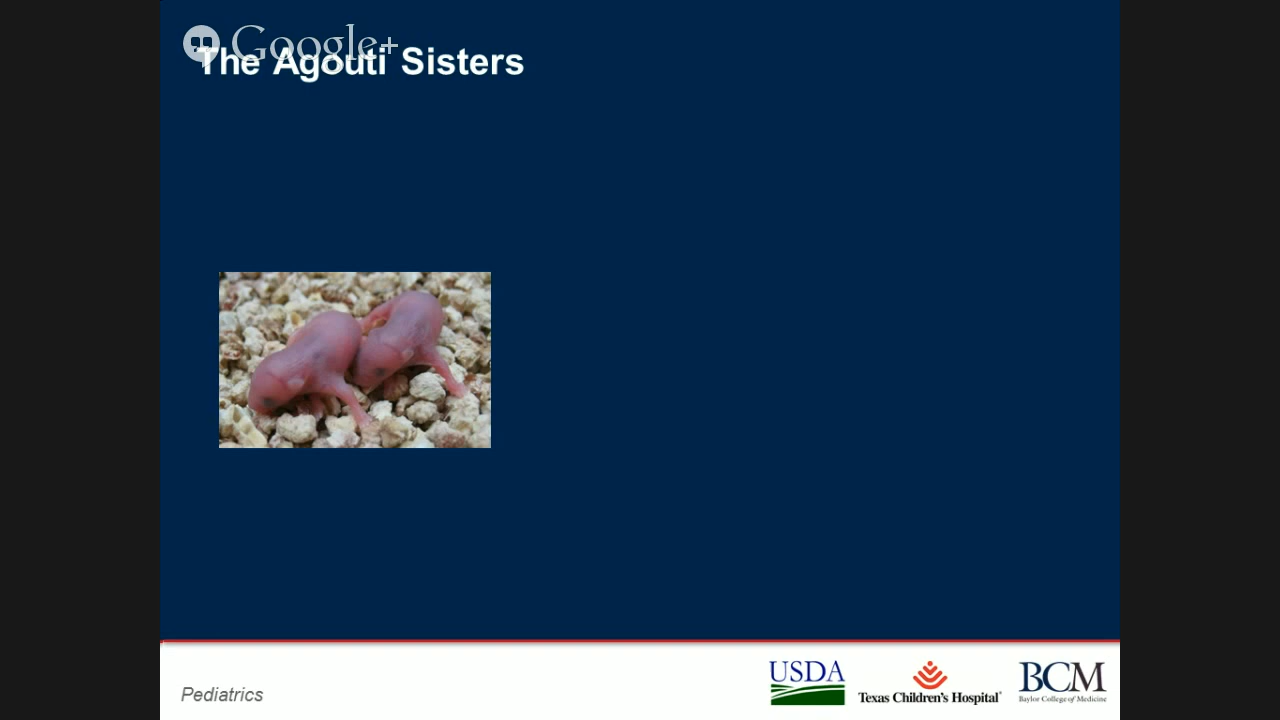 Google+
The Agouti Sisters
Pediatrics
USDA
Texas Children's Hospital
BCM
Baylor College of Medicine